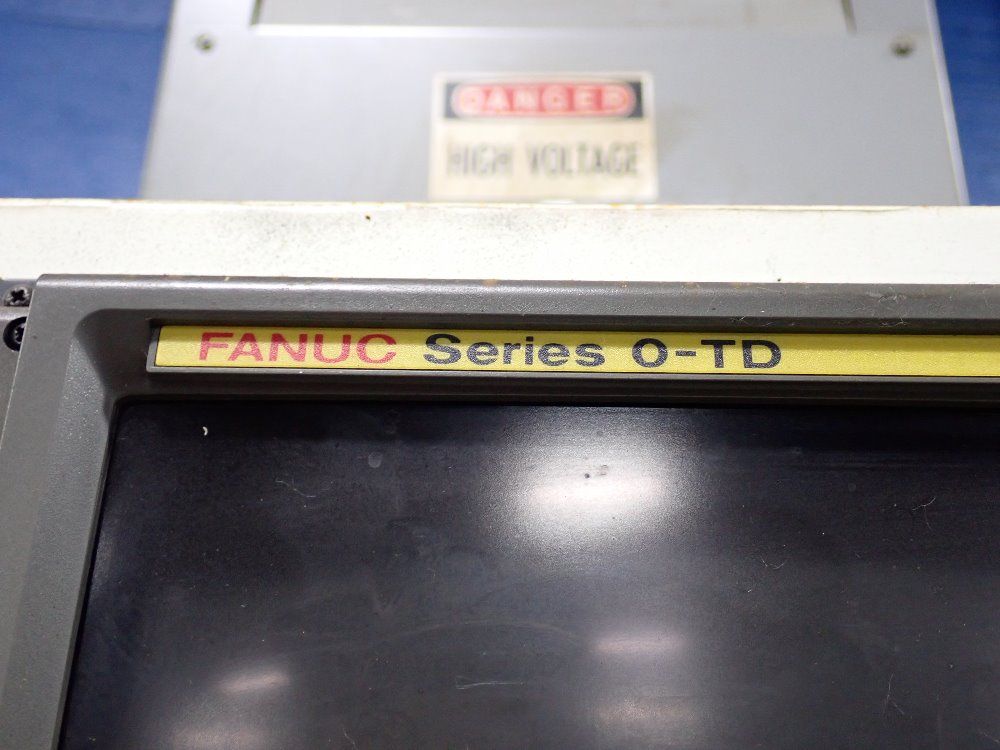 DANGER
HIGH VOLTAGE
FANUC Series 0-TD